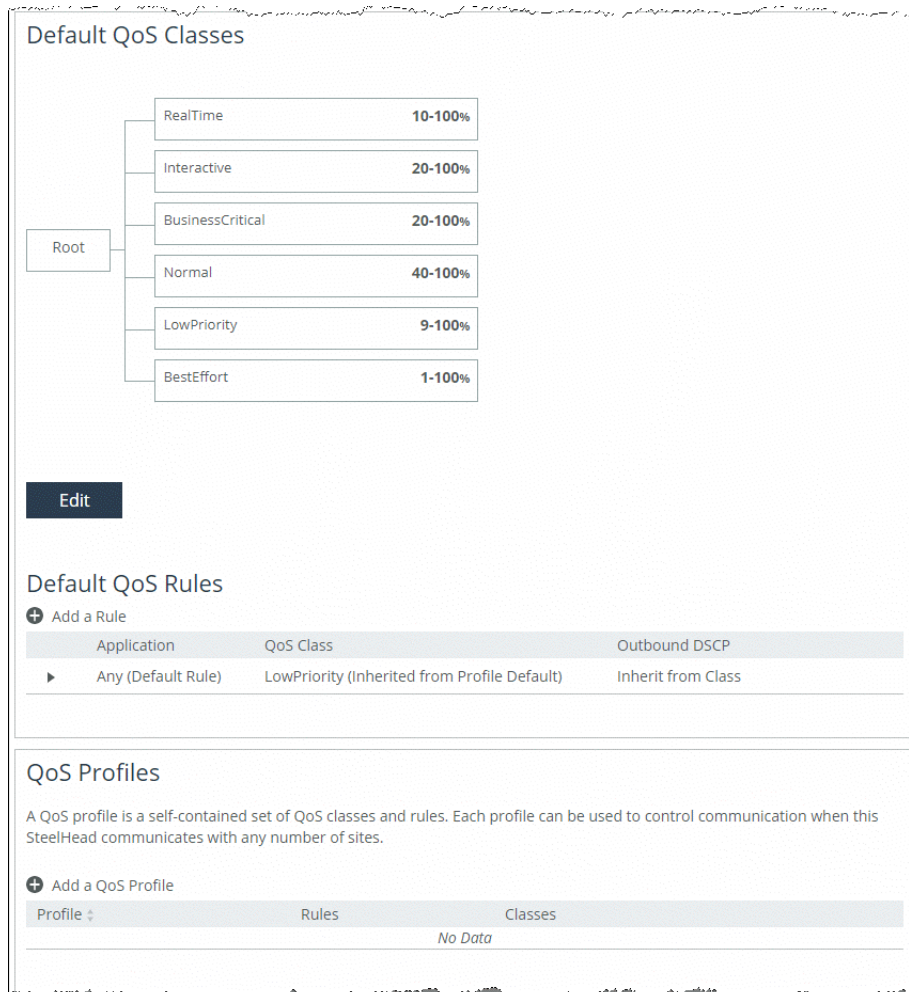 Default QoS Classes
RealTime 10-100%
Interactive 20-100%
BusinessCritical 20-100%
Root
Normal 40-100%
LowPriority 9-100%
BestEffort 1-100%
Edit
Default QoS Rules
Add a Rule
Application QoS Class Outbound DSCP
Any (Default Rule) LowPriority (Inherited from Profile Default) Inherit from Class
QoS Profiles
A QoS profile is a self-contained set of QoS classes and rules. Each profile can be used to control communication when this
SteelHead communicates with any number of sites.
Add a QoS Profile
Profile Rules Classes
No Data